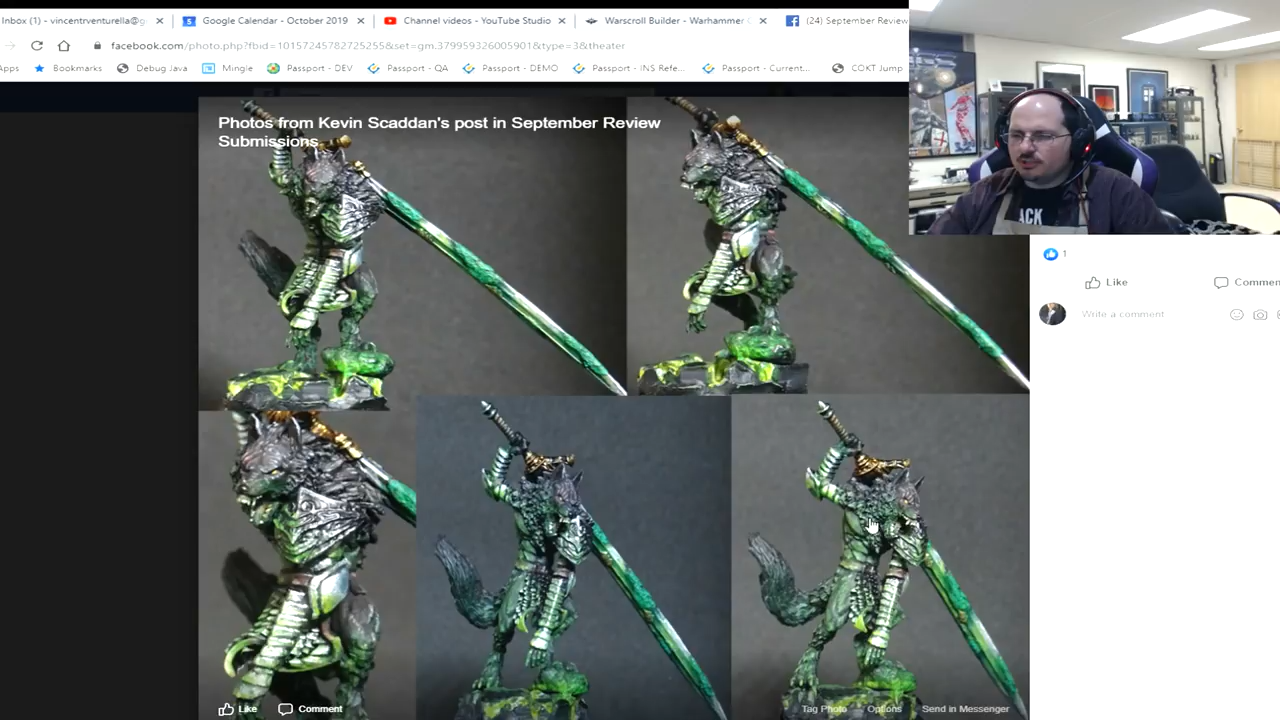 Inbox (1) - vincentrventurella@g
Google Calendar - October 2019
Channel videos - YouTube Studio
Warscroll Builder - Warhammer
(24) September Review
facebook.com/photo.php?fbid=10157245782725255&set=gm.3799593260059018&type=3&theater
Apps
Bookmarks
Debug Java
Mingle
Passport - DEV
Passport - QA
Passport - DEMO
Passport - INS Refe...
Passport - Current...
COKT Jump
Photos from Kevin Scaddan's post in September Review
Submissions
ACK
1
Like
Commen
Write a comment
Like
Comment
Tag Photo
Options
Send in Messenger